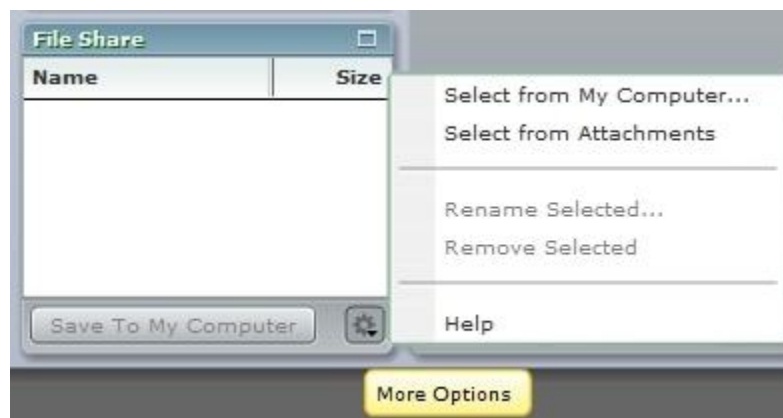 File Share
Name Size
Select from My Computer...
Select from Attachments
Rename Selected...
Remove Selected
Save To My Computer
Help
More Options